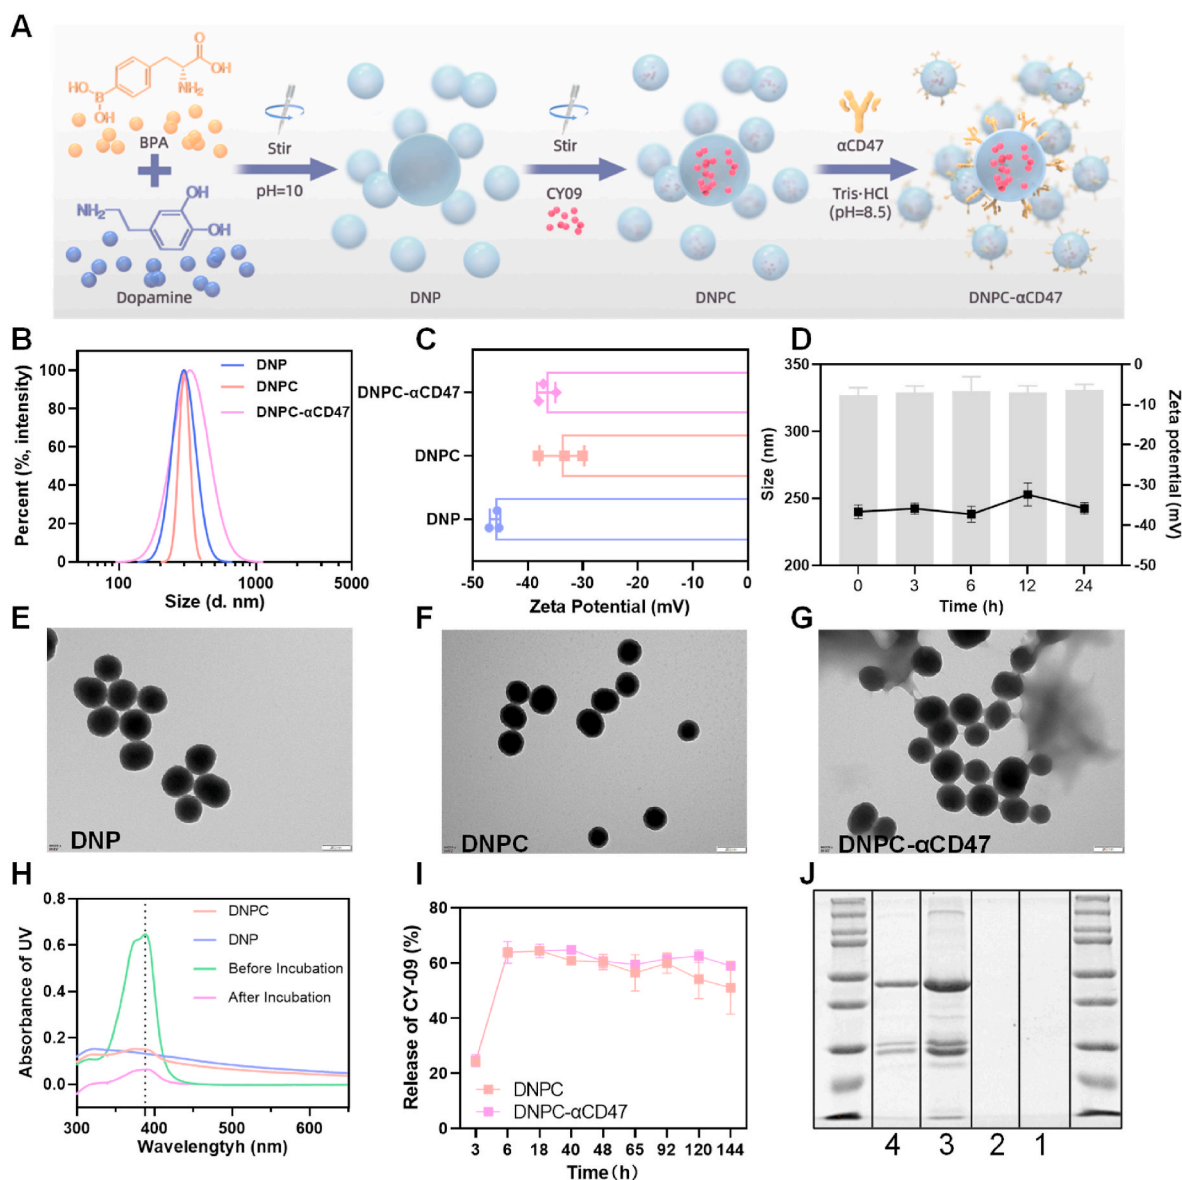 A
HO
B
OH
O
OH
NH₂
BPA
NH₂
OH
OH
Dopamine
Stir
pH=10
DNP
Stir
CY09
DNPC
αCD47
Tris·HCl
(pH=8.5)
DNPC-αCD47
B
Percent (%, intensity)
100
80
60
40
20
0
DNP
DNPC
DNPC-αCD47
100
1000
5000
Size (d. nm)
C
DNPC-αCD47
DNPC
DNP
-50
-40
-30
-20
-10
0
Zeta Potential (mV)
D
Size (nm)
350
300
250
200
0
-10
-20
-30
-40
-50
Zeta potential (mV)
0
3
6
12
24
Time (h)
E
DNP
F
DNPC
G
DNPC-αCD47
H
Absorbance of UV
0.8
0.6
0.4
0.2
0.0
DNPC
DNP
Before Incubation
After Incubation
300
400
500
600
Wavelengtyh (nm)
I
Release of CY-09 (%)
80
60
40
20
0
DNPC
DNPC-αCD47
3
6
18
40
48
65
92
120
144
Time(h)
J
4
3
2
1